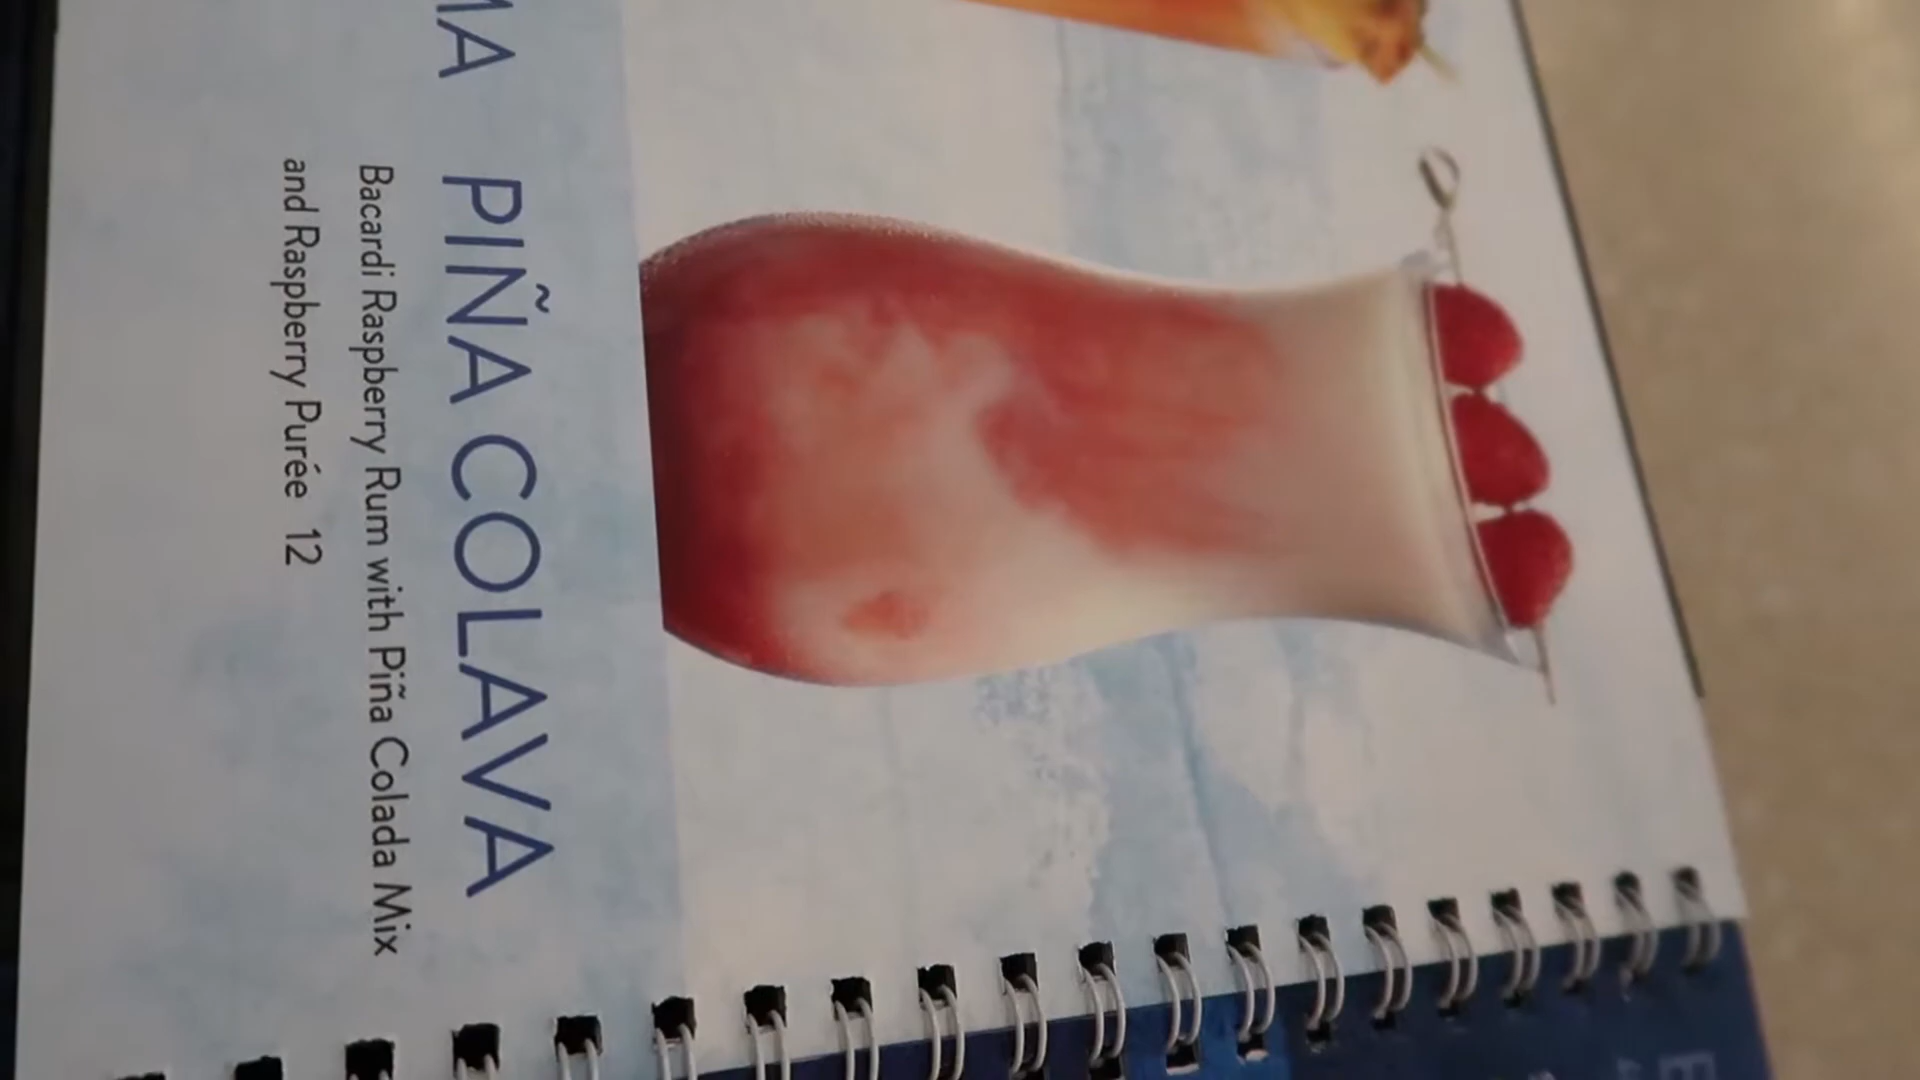 MA
PIÑA COLAVA
Bacardi Raspberry Rum with Piña Colada Mix
and Raspberry Purée 12